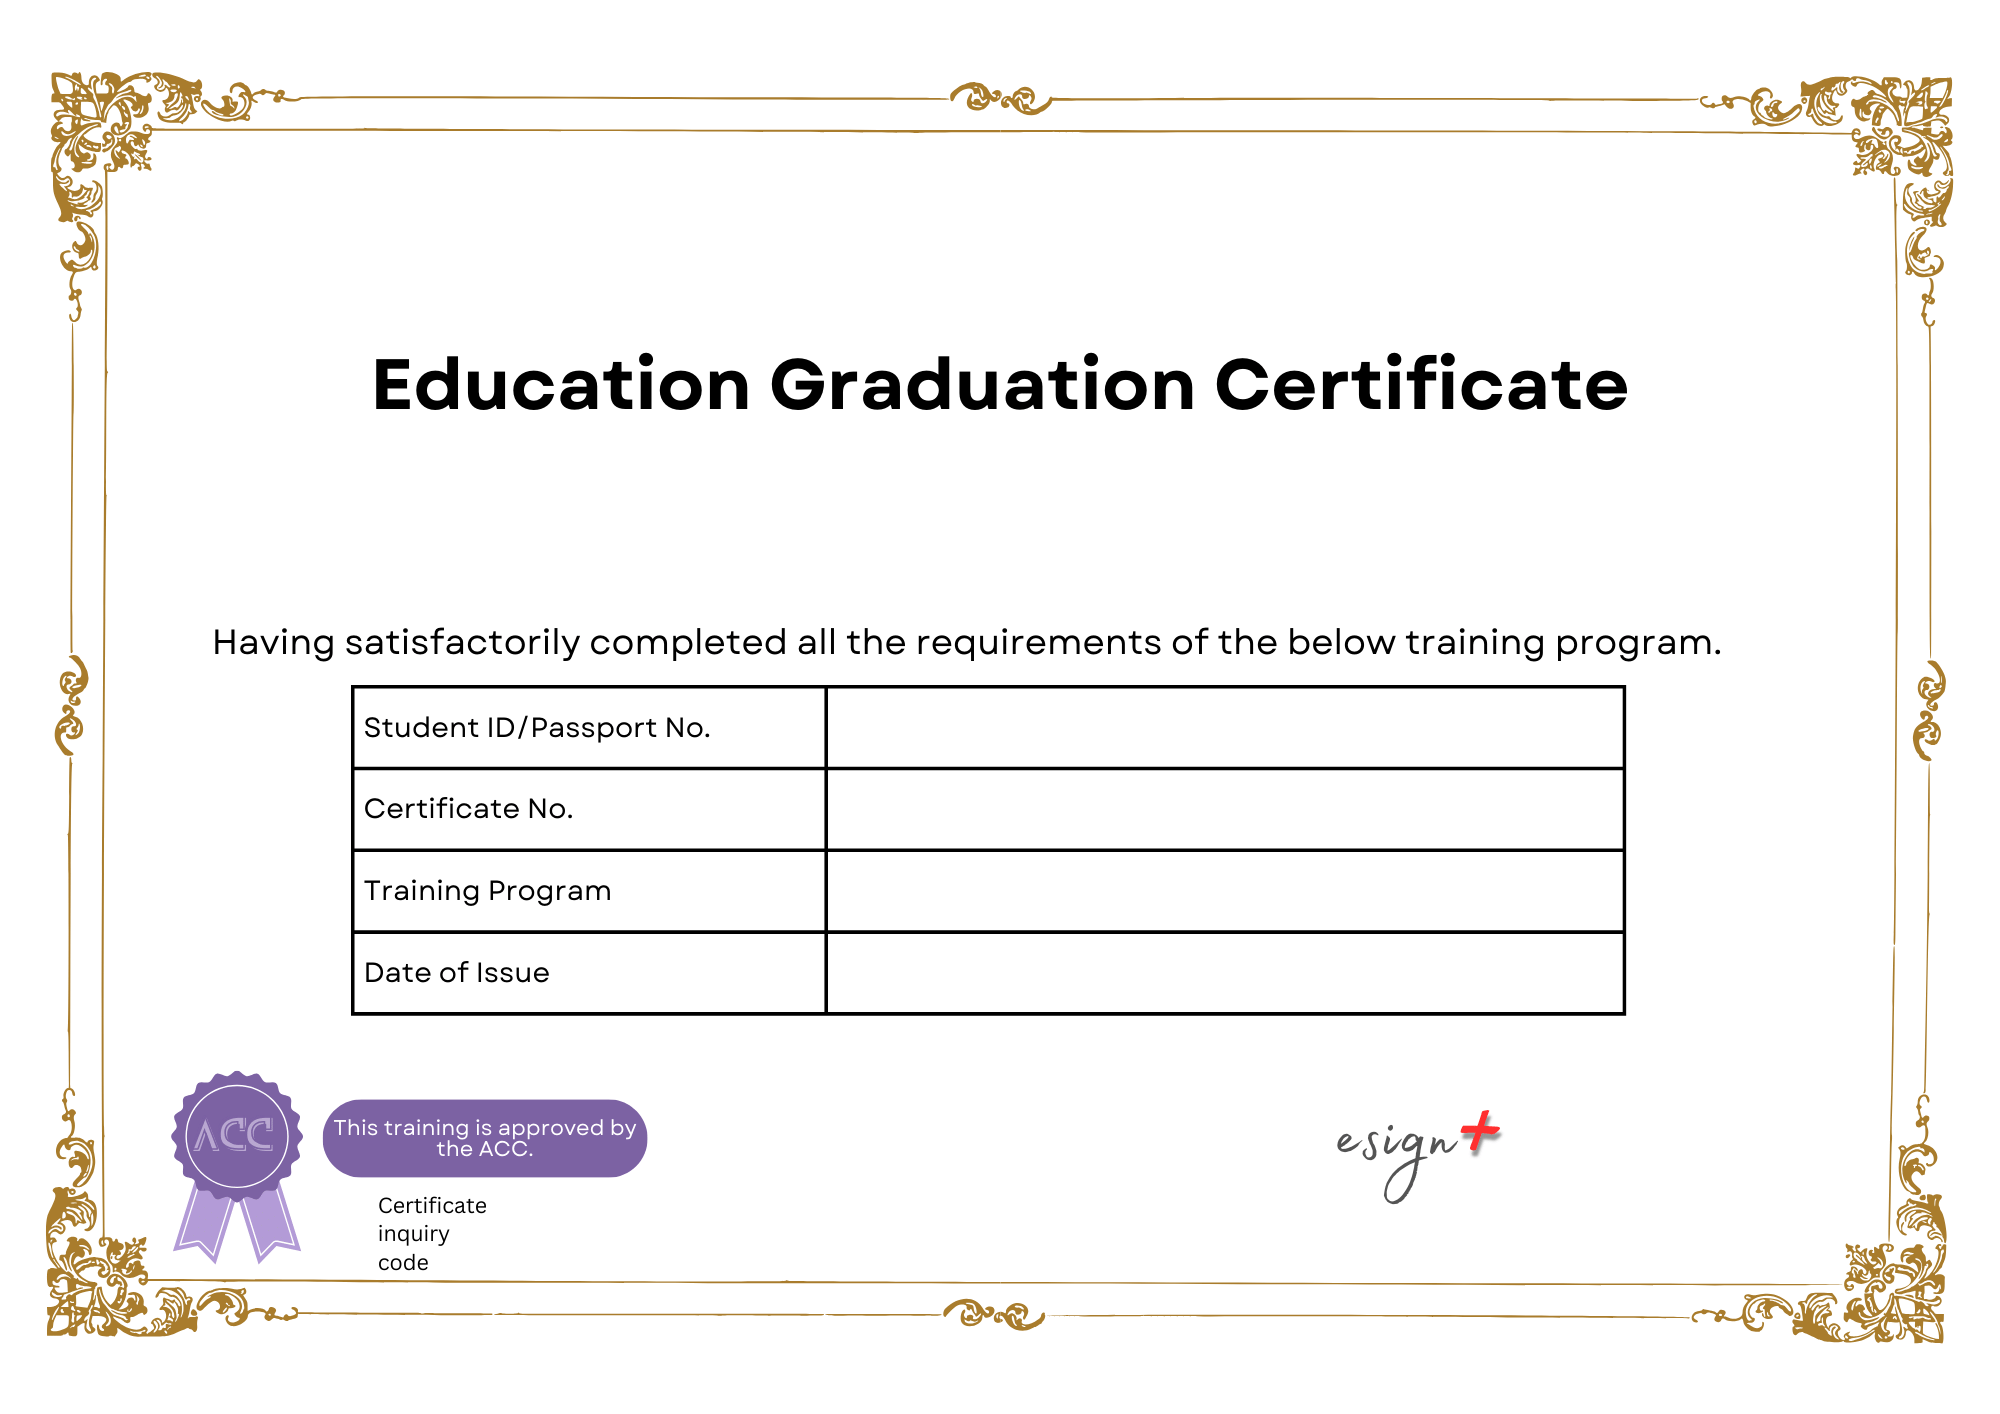 Education Graduation Certificate
Having satisfactorily completed all the requirements of the below training program.
Student ID/Passport No.
Certificate No.
Training Program
Date of Issue
ACC
This training is approved by
the ACC.
esign+
Certificate
inquiry
code